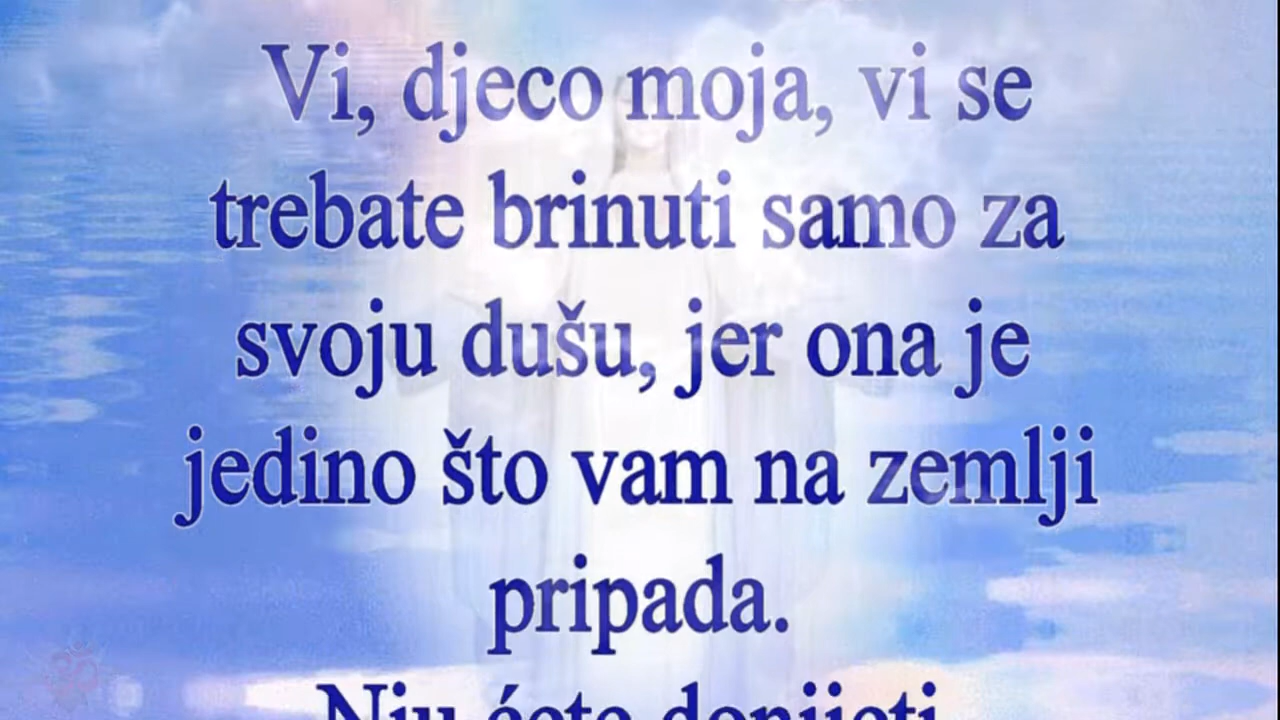 Vi, djeco moja, vi se
trebate brinuti samo za
svoju dušu, jer ona je
jedino što vam na zemlji
pripada.
Nju ćete donijeti